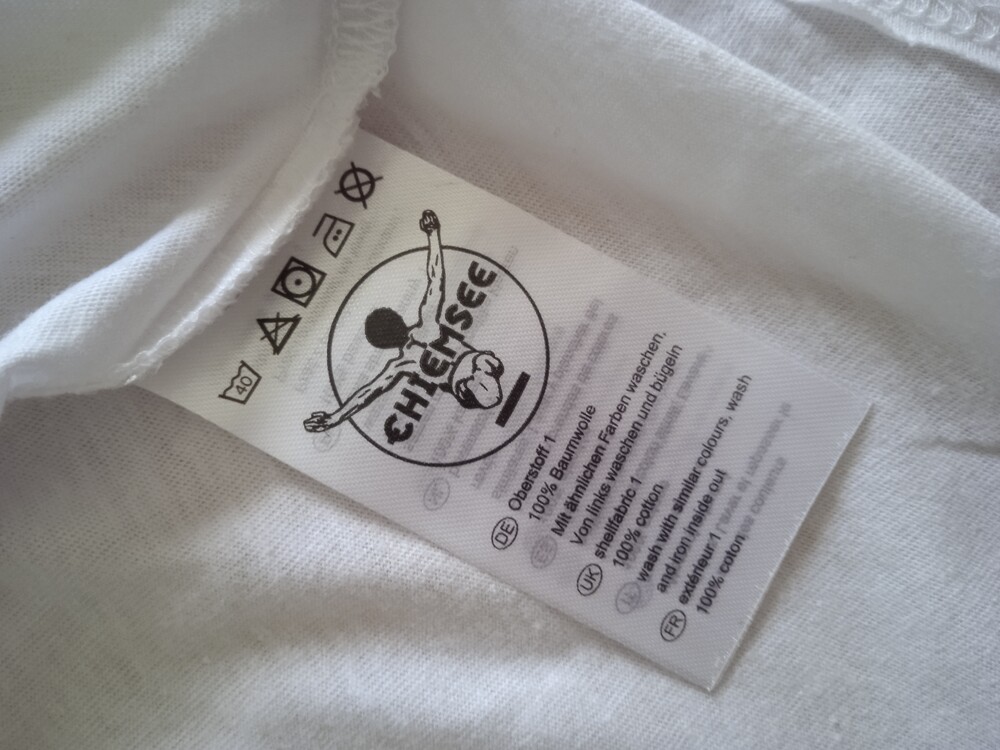 40
CHIEMSEE
DE Oberstoff 1
100% Baumwolle
Mit ähnlichen Farben waschen,
Von links waschen und bügeln
UK shellfabric 1
100% cotton
wash with similar colours, wash
and iron inside out
FR extérieur 1
100% coton